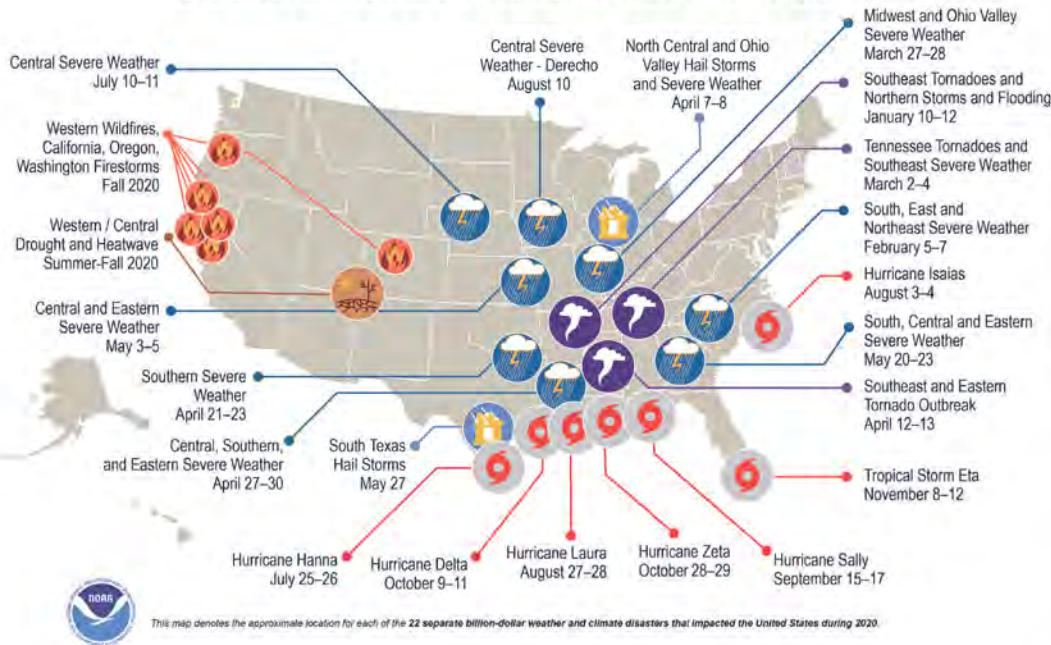 Central Severe Weather
July 10–11
Central Severe
Weather - Derecho
August 10
North Central and Ohio
Valley Hail Storms
and Severe Weather
April 7–8
Midwest and Ohio Valley
Severe Weather
March 27–28
Southeast Tornadoes and
Northern Storms and Flooding
January 10–12
Western Wildfires,
California, Oregon,
Washington Firestorms
Fall 2020
Tennessee Tornadoes and
Southeast Severe Weather
March 2–4
South, East and
Northeast Severe Weather
February 5–7
Western / Central
Drought and Heatwave
Summer-Fall 2020
Hurricane Isaias
August 3–4
Central and Eastern
Severe Weather
May 3–5
South, Central and Eastern
Severe Weather
May 20–23
Southern Severe
Weather
April 21–23
Southeast and Eastern
Tornado Outbreak
April 12–13
Central, Southern,
and Eastern Severe Weather
April 27–30
South Texas
Hail Storms
May 27
Tropical Storm Eta
November 8–12
Hurricane Hanna
July 25–26
Hurricane Delta
October 9–11
Hurricane Laura
August 27–28
Hurricane Zeta
October 28–29
Hurricane Sally
September 15–17
NOAA
This map denotes the approximate location for each of the 22 separate billion-dollar weather and climate disasters that impacted the United States during 2020.